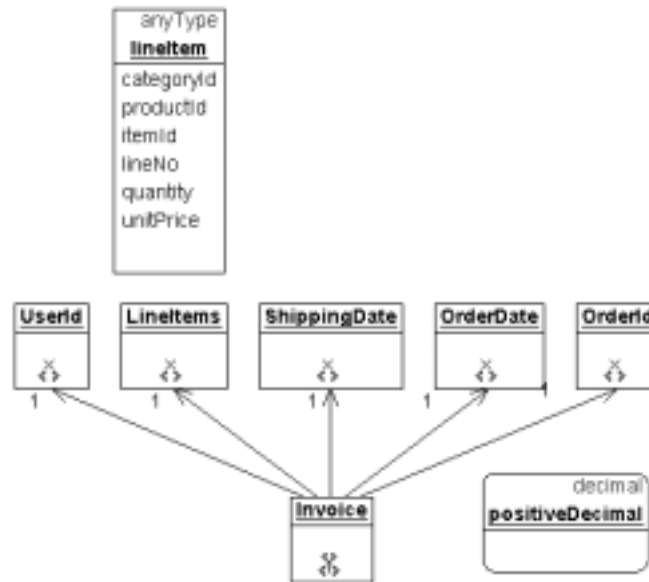 anyType
lineItem
categoryId
productId
itemId
lineNo
quantity
unitPrice
UserId LineItems ShippingDate OrderDate OrderId
1 1 1 1 1
Invoice
decimal
positiveDecimal